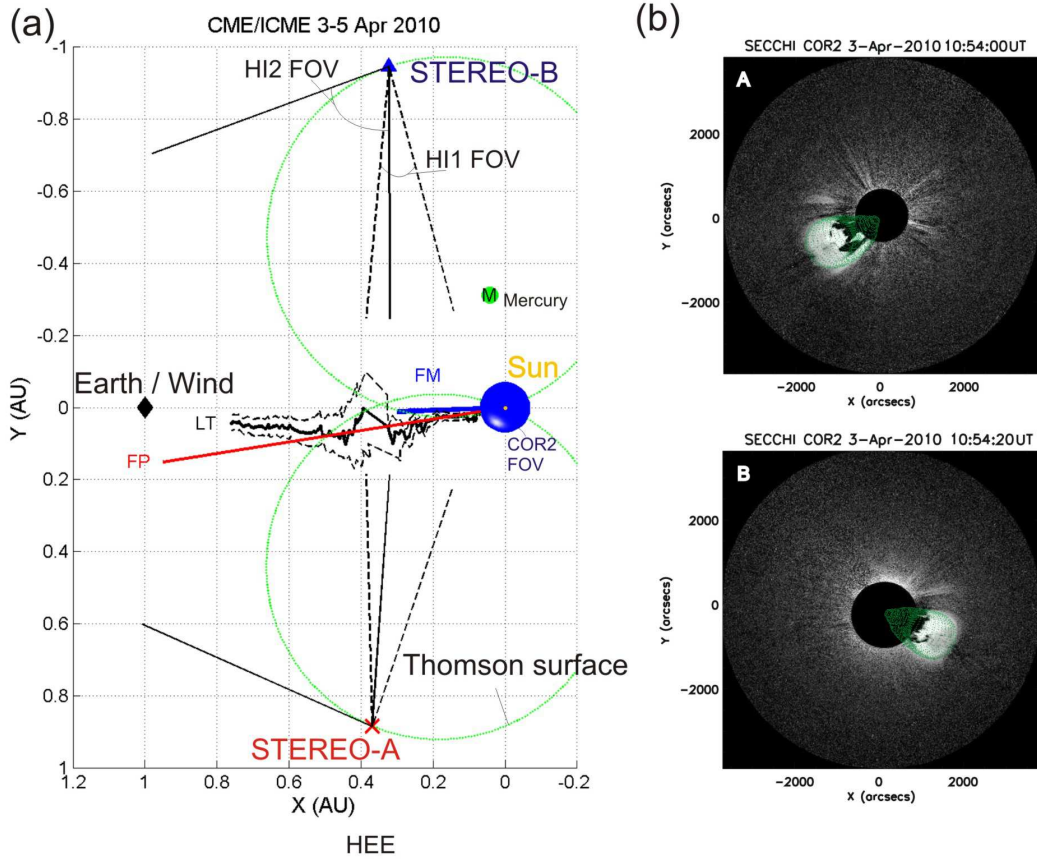 (a)
CME/ICME 3-5 Apr 2010
-1
-0.8
-0.6
-0.4
-0.2
0
0.2
0.4
0.6
0.8
1
Y (AU)
HI2 FOV
STEREO-B
HI1 FOV
M
Mercury
Earth / Wind
FM
Sun
LT
COR2
FOV
FP
Thomson surface
STEREO-A
1.2
1
0.8
0.6
0.4
0.2
0
-0.2
X (AU)
HEE
(b)
SECCHI COR2 3-Apr-2010 10:54:00UT
A
2000
0
-2000
Y (arcsecs)
-2000
0
2000
X (arcsecs)
SECCHI COR2 3-Apr-2010 10:54:20UT
B
2000
0
-2000
Y (arcsecs)
-2000
0
2000
X (arcsecs)